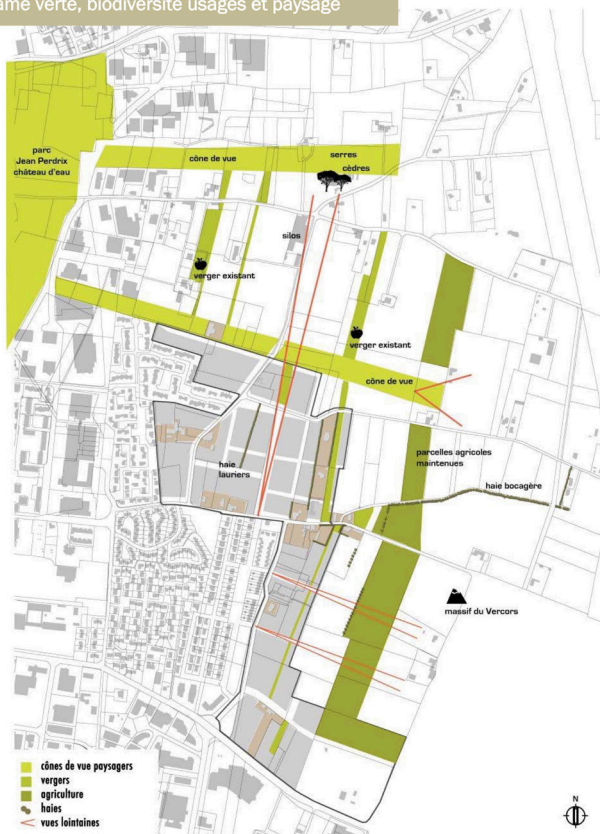 ame verte, biodiversité usages et paysage
parc
Jean Perdrix
château d'eau
cône de vue
serres
cèdres
silos
verger existant
verger existant
cône de vue
parcelles agricoles
maintenues
haie
lauriers
haie bocagère
massif du Vercors
cônes de vue paysagers
vergers
agriculture
haies
vues lointaines
N